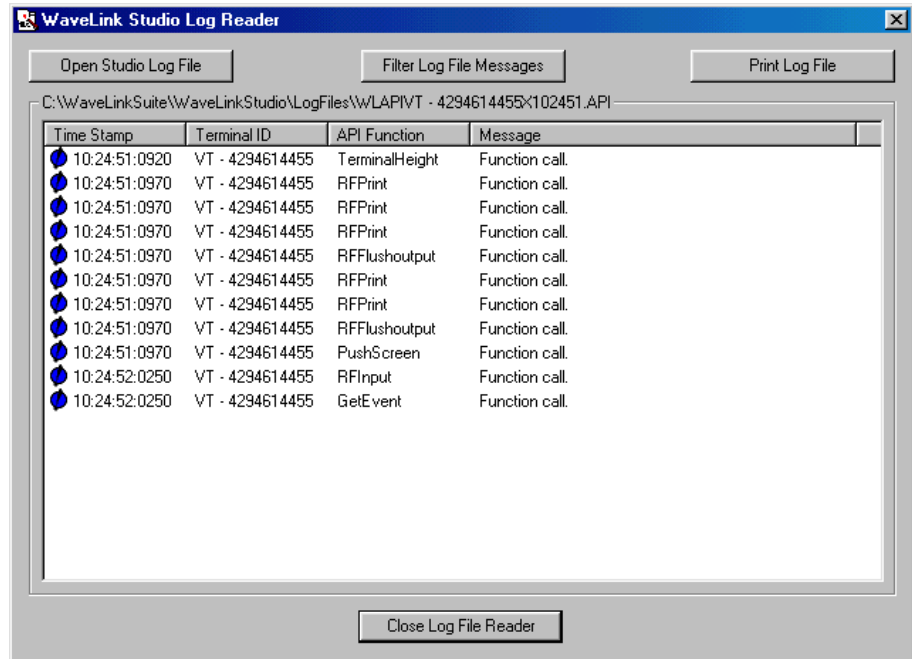 WaveLink Studio Log Reader
Open Studio Log File Filter Log File Messages Print Log File
C:\WaveLinkSuite\WaveLinkStudio\LogFiles\WLAPIVT - 4294614455X102451.API
Time Stamp Terminal ID API Function Message
10:24:51:0920 VT - 4294614455 TerminalHeight Function call.
10:24:51:0970 VT - 4294614455 RFPrint Function call.
10:24:51:0970 VT - 4294614455 RFPrint Function call.
10:24:51:0970 VT - 4294614455 RFPrint Function call.
10:24:51:0970 VT - 4294614455 RFFlushoutput Function call.
10:24:51:0970 VT - 4294614455 RFPrint Function call.
10:24:51:0970 VT - 4294614455 RFPrint Function call.
10:24:51:0970 VT - 4294614455 RFFlushoutput Function call.
10:24:51:0970 VT - 4294614455 PushScreen Function call.
10:24:52:0250 VT - 4294614455 RFInput Function call.
10:24:52:0250 VT - 4294614455 GetEvent Function call.
Close Log File Reader